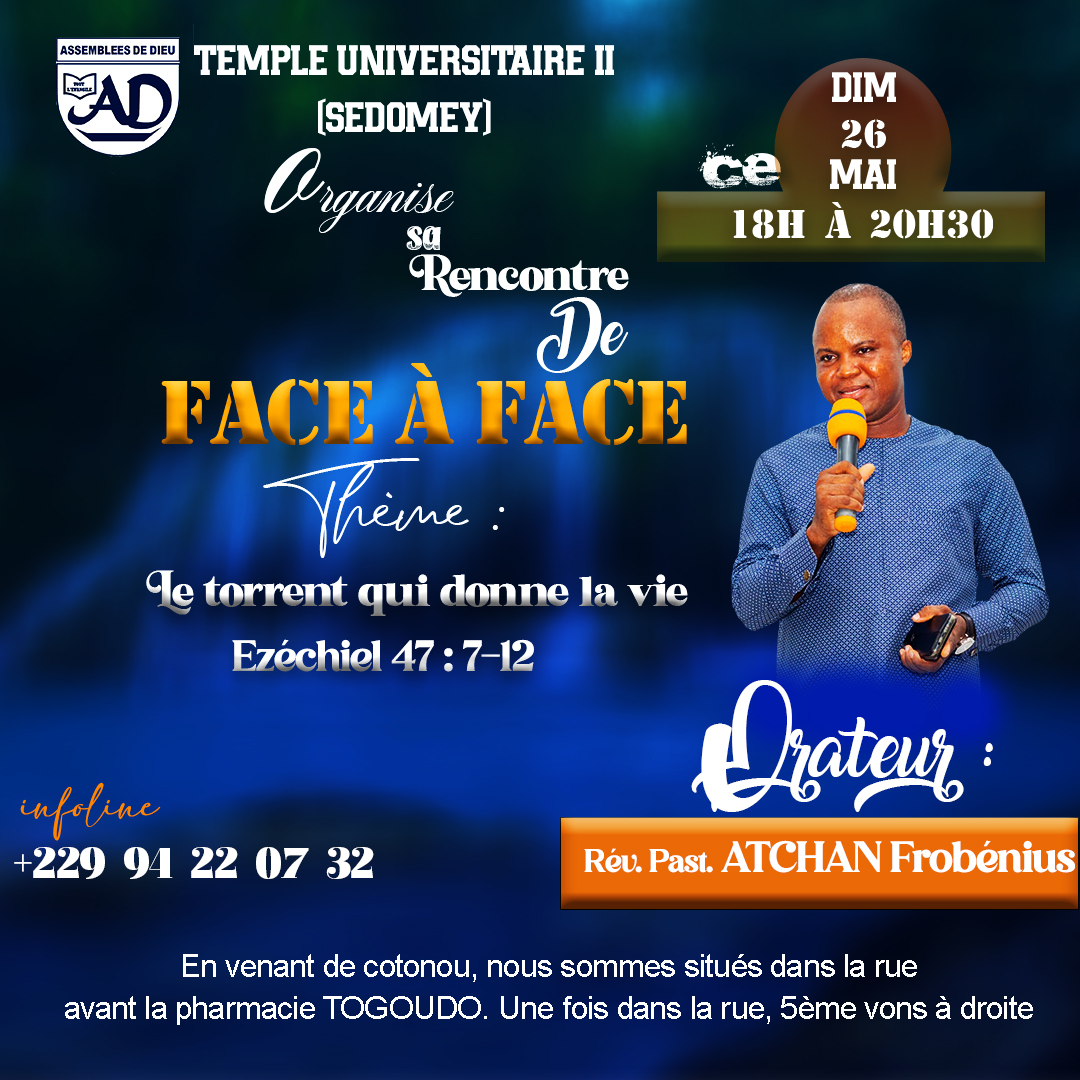 ASSEMBLEES DE DIEU
TOUT
L'EVANGILE
AD
TEMPLE UNIVERSITAIRE II
(SEDOMEY)
Organise
sa
Rencontre
De
FACE À FACE
Thème :
Le torrent qui donne la vie
Ezéchiel 47 : 7-12
ce
DIM
26
MAI
18H À 20H30
Orateur :
Rév. Past. ATCHAN Frobénius
infoline
+229 94 22 07 32
En venant de cotonou, nous sommes situés dans la rue
avant la pharmacie TOGOUDO. Une fois dans la rue, 5ème vons à droite